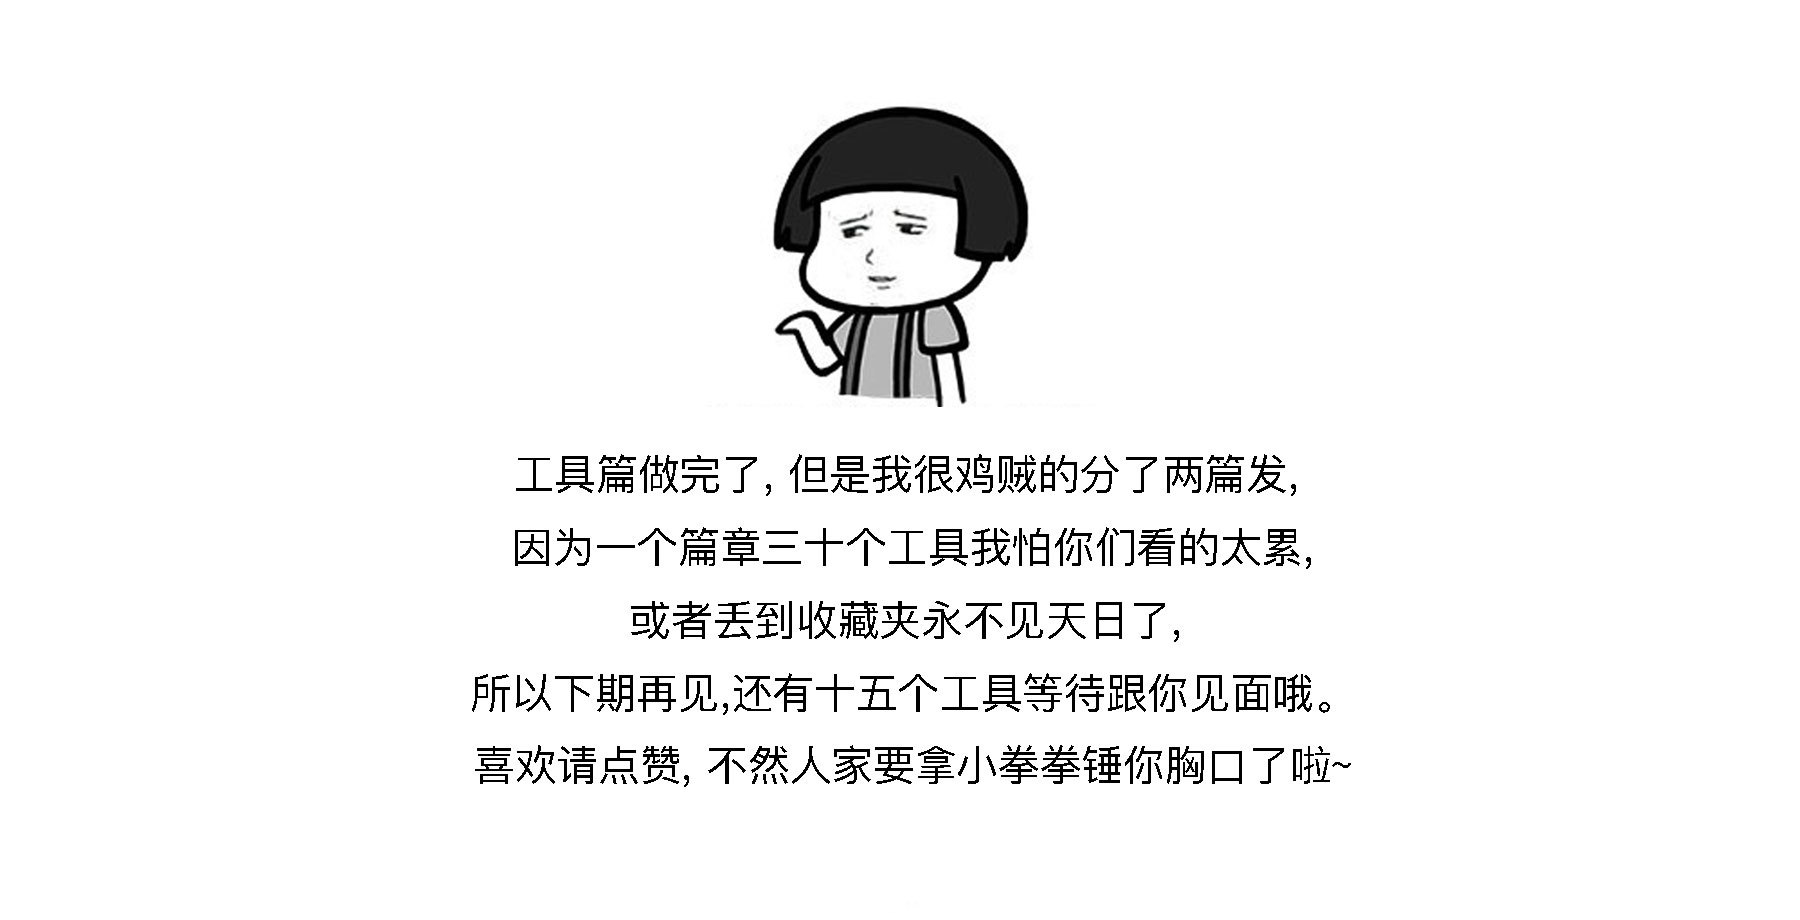 工具篇做完了, 但是我很鸡贼的分了两篇发,
因为一个篇章三十个工具我怕你们看的太累,
或者丢到收藏夹永不见天日了,
所以下期再见,还有十五个工具等待跟你见面哦。
喜欢请点赞, 不然人家要拿小拳拳锤你胸口了啦~